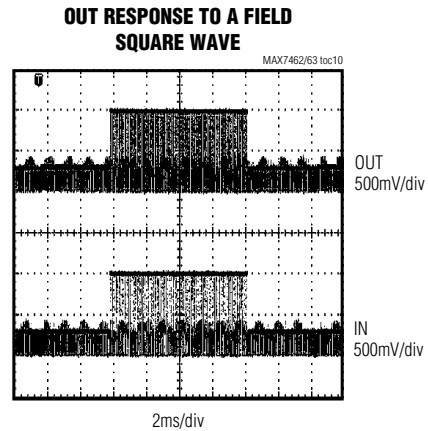 OUT RESPONSE TO A FIELD
SQUARE WAVE
MAX7462/63 toc10
T
OUT
500mV/div
IN
500mV/div
2ms/div